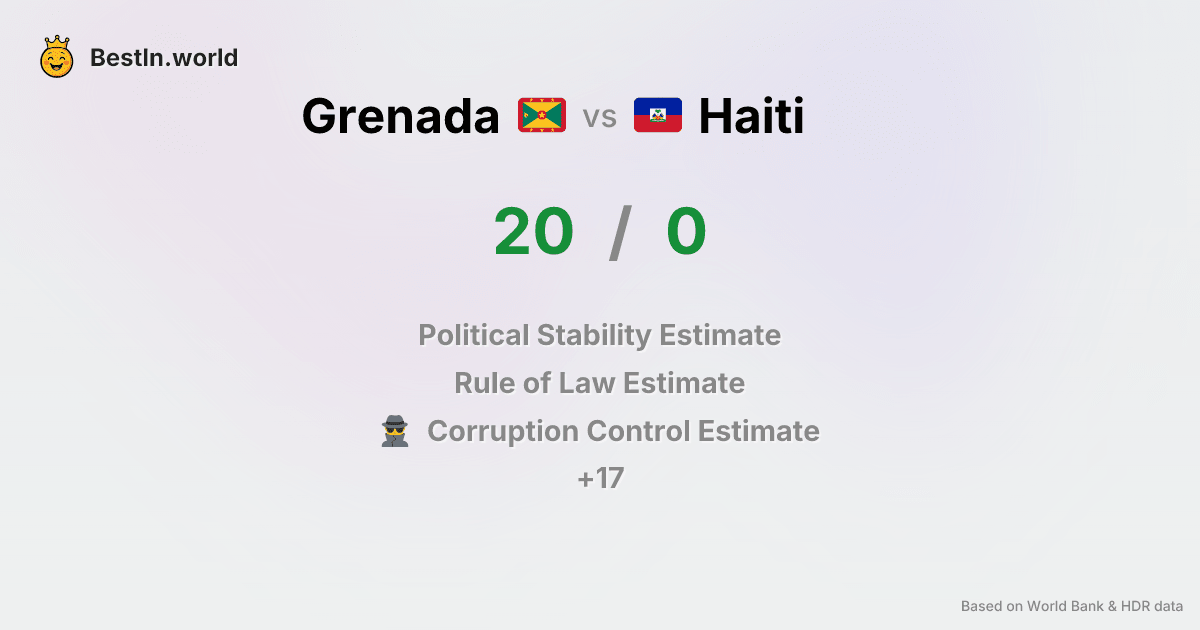 BestIn.world
Grenada vs Haiti
20 / 0
Political Stability Estimate
Rule of Law Estimate
Corruption Control Estimate
+17
Based on World Bank & HDR data